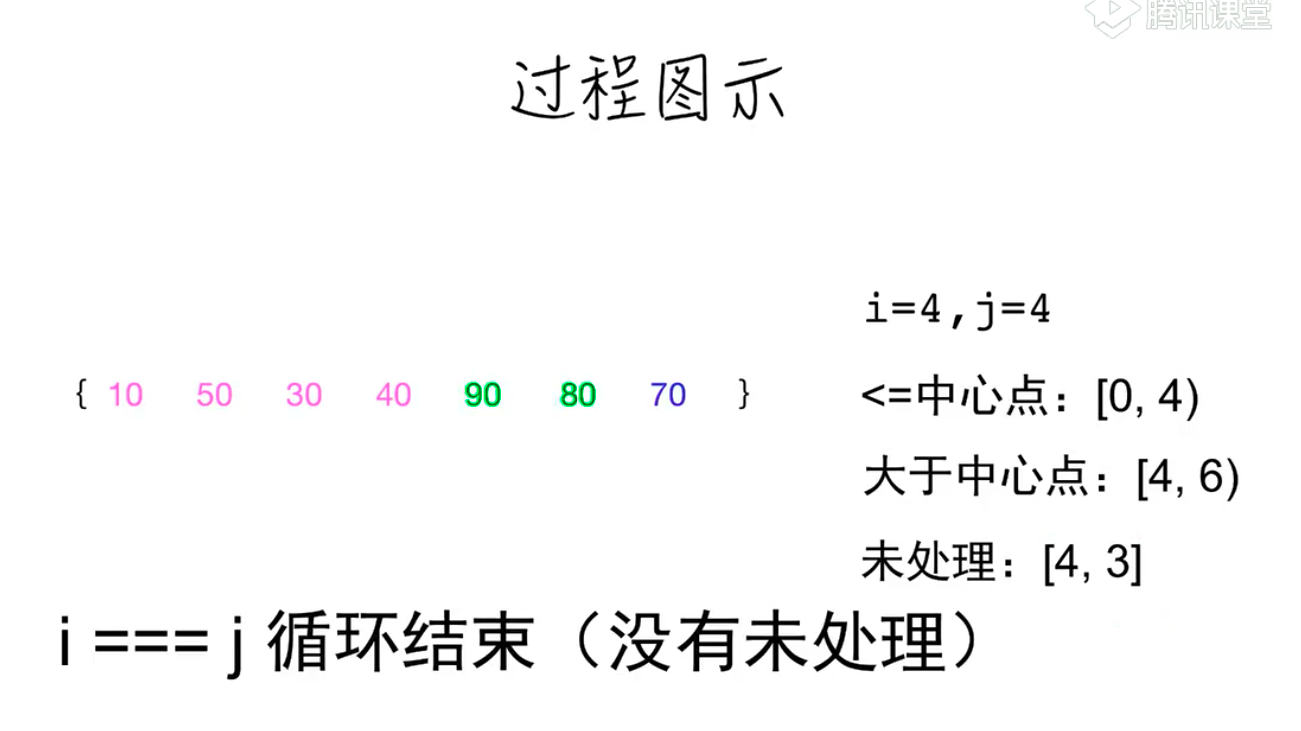 腾讯课堂
过程图示
i=4,j=4
{ 10 50 30 40 90 80 70 }
<=中心点：[0, 4)
大于中心点：[4, 6)
未处理：[4, 3]
i === j 循环结束（没有未处理）